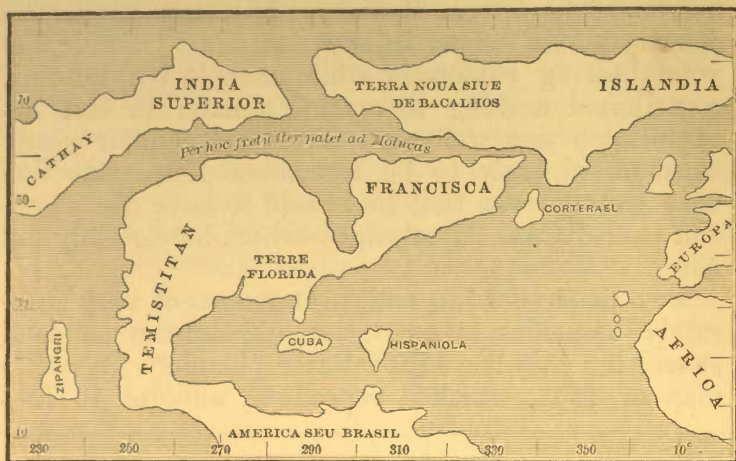 INDIA
SUPERIOR
TERRA NOUA SIUE
DE BACALHOS
ISLANDIA
70
CATHAY
Per hoc fretũ iter patet ad Molucas
FRANCISCA
50
CORTERAEL
EUROPA
TERRE
FLORIDA
TEMISTITAN
CUBA
HISPANIOLA
ZIPANGRI
AFRICA
AMERICA SEU BRASIL
10
230
250
270
290
310
330
350
10°